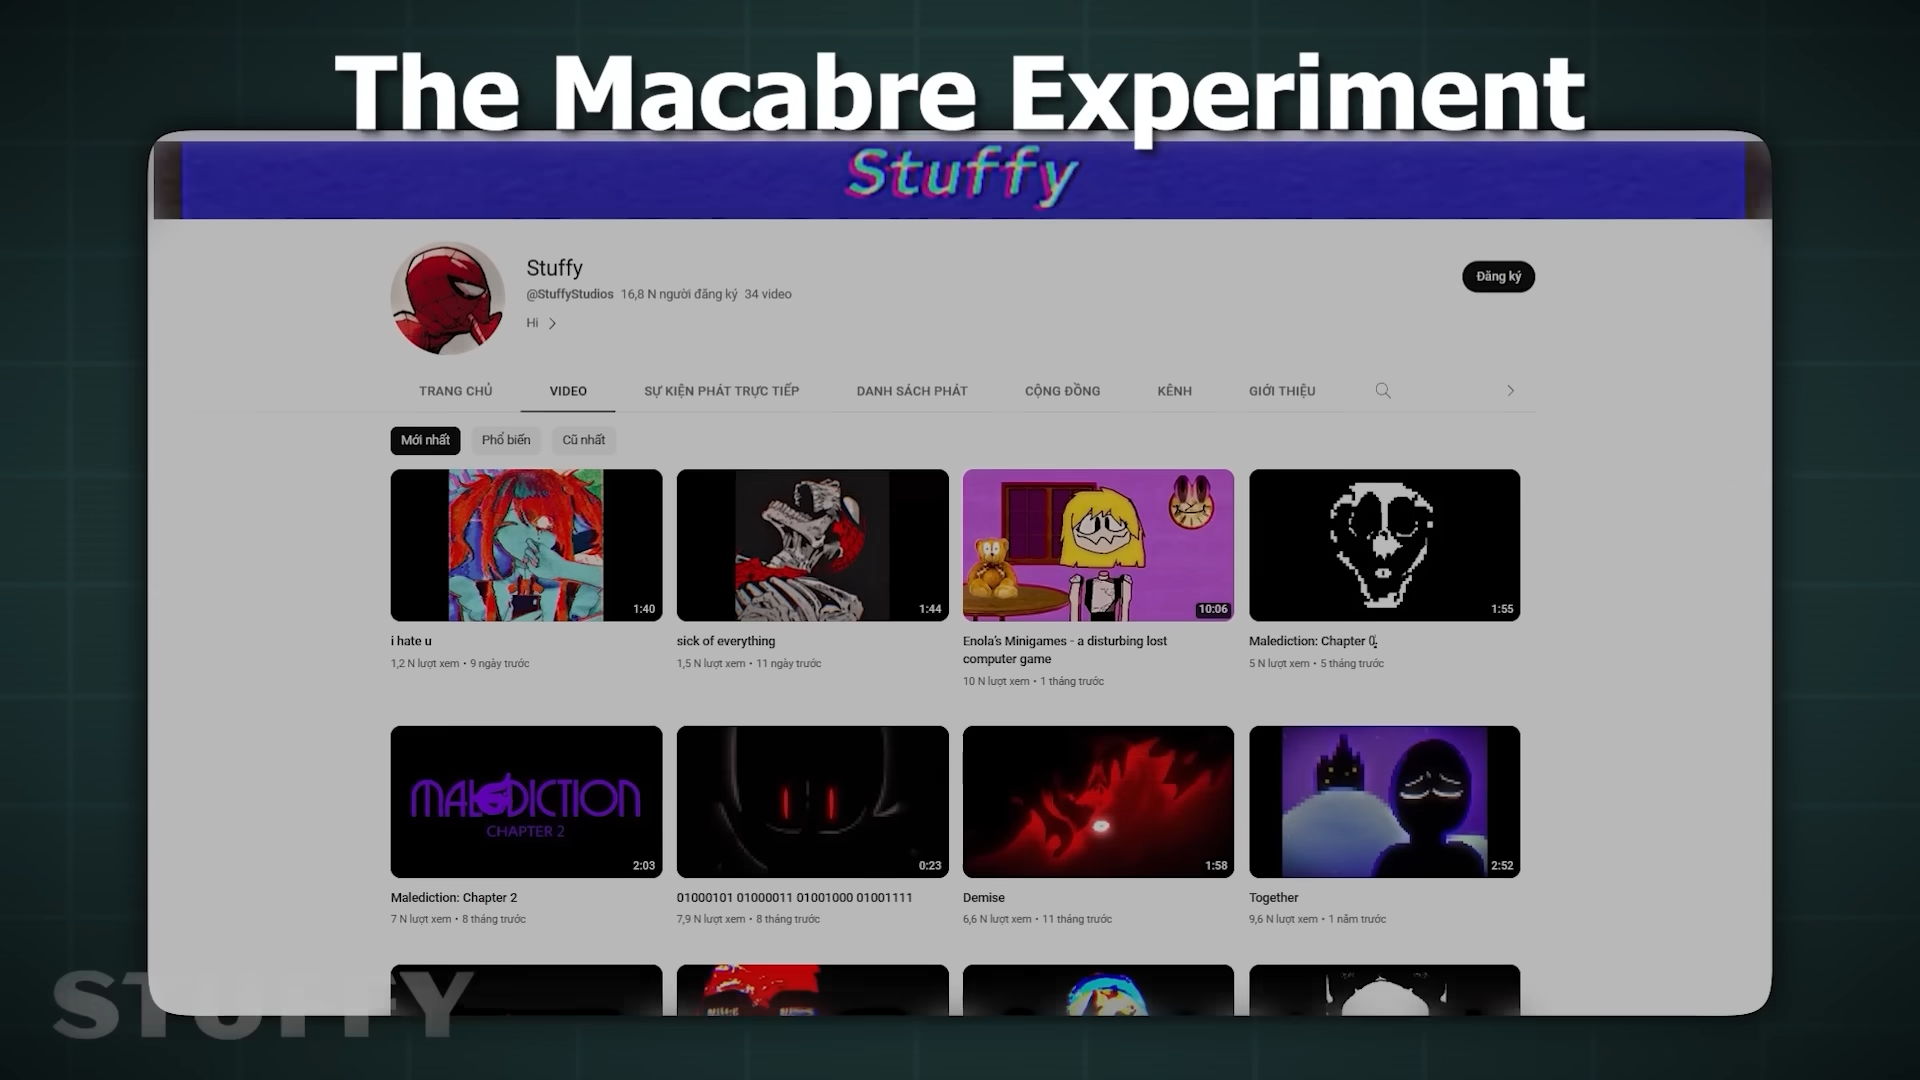 The Macabre Experiment
Stuffy
Stuffy
@StuffyStudios 16,8 N người đăng ký 34 video
Hi
Đăng ký
TRANG CHỦ VIDEO SỰ KIỆN PHÁT TRỰC TIẾP DANH SÁCH PHÁT CỘNG ĐỒNG KÊNH GIỚI THIỆU
Mới nhất Phổ biến Cũ nhất
1:40 1:44 10:06 1:55
i hate u
1,2 N lượt xem • 9 ngày trước
sick of everything
1,5 N lượt xem • 11 ngày trước
Enola's Minigames - a disturbing lost
computer game
10 N lượt xem • 1 tháng trước
Malediction: Chapter 0
5 N lượt xem • 5 tháng trước
MALEDICTION
CHAPTER 2
2:03 0:23 1:58 2:52
Malediction: Chapter 2
7 N lượt xem • 8 tháng trước
01000101 01000011 01001000 01001111
7,9 N lượt xem • 8 tháng trước
Demise
6,6 N lượt xem • 11 tháng trước
Together
9,6 N lượt xem • 1 năm trước
STUFFY